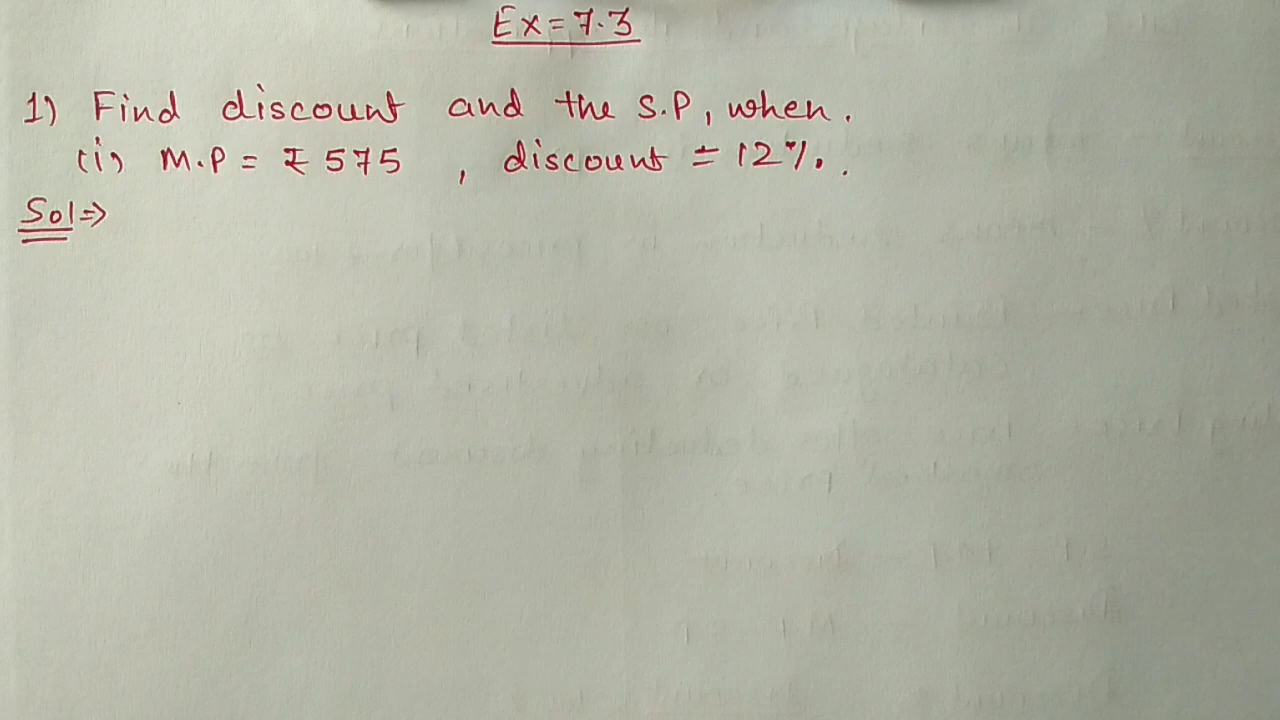 Ex = 7.3
1) Find discount and the S.P, when.
(i) M.P = ₹ 575 , discount = 12%.
Sol ⇒